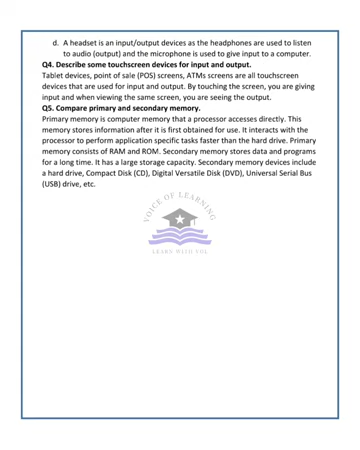 d. A headset is an input/output devices as the headphones are used to listen
to audio (output) and the microphone is used to give input to a computer.
Q4. Describe some touchscreen devices for input and output.
Tablet devices, point of sale (POS) screens, ATMs screens are all touchscreen
devices that are used for input and output. By touching the screen, you are giving
input and when viewing the same screen, you are seeing the output.
Q5. Compare primary and secondary memory.
Primary memory is computer memory that a processor accesses directly. This
memory stores information after it is first obtained for use. It interacts with the
processor to perform application specific tasks faster than the hard drive. Primary
memory consists of RAM and ROM. Secondary memory stores data and programs
for a long time. It has a large storage capacity. Secondary memory devices include
a hard drive, Compact Disk (CD), Digital Versatile Disk (DVD), Universal Serial Bus
(USB) drive, etc.
VOICE OF LEARNING
LEARN WITH YOU